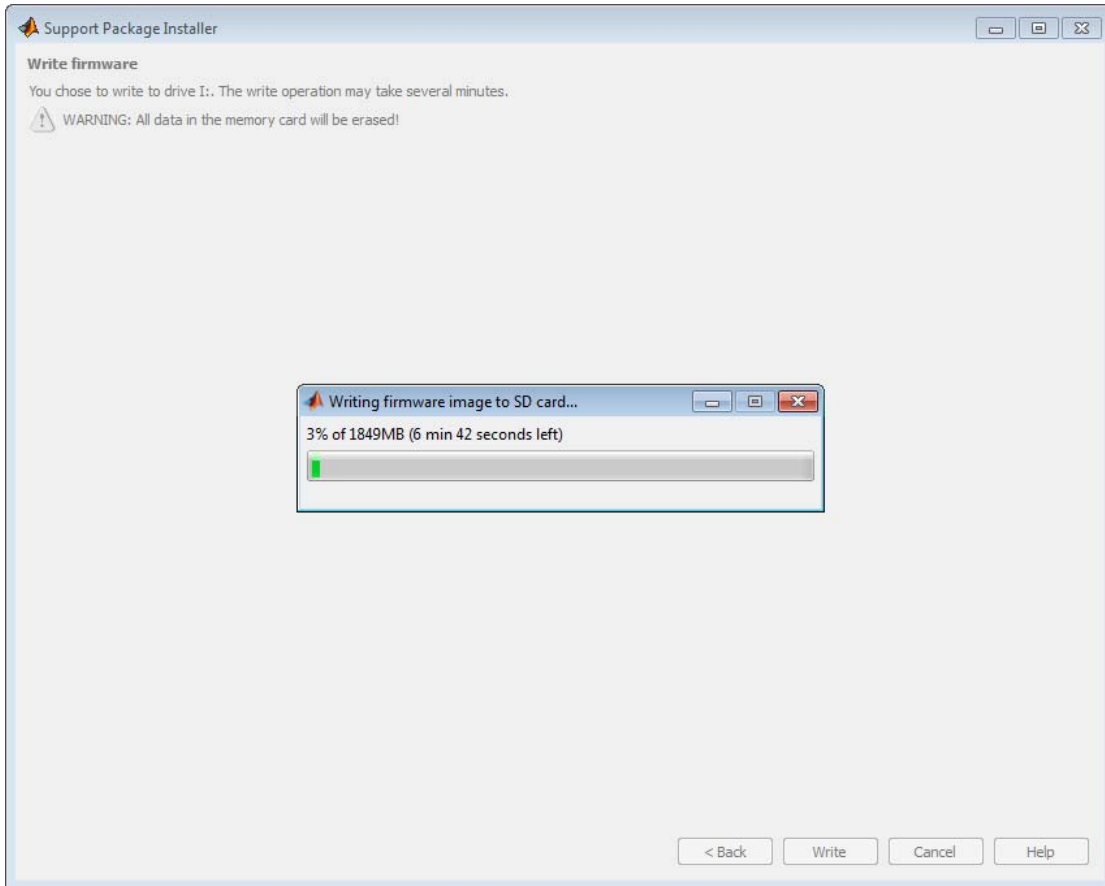 Support Package Installer
Write firmware
You chose to write to drive I:. The write operation may take several minutes.
WARNING: All data in the memory card will be erased!
Writing firmware image to SD card...
3% of 1849MB (6 min 42 seconds left)
< Back Write Cancel Help